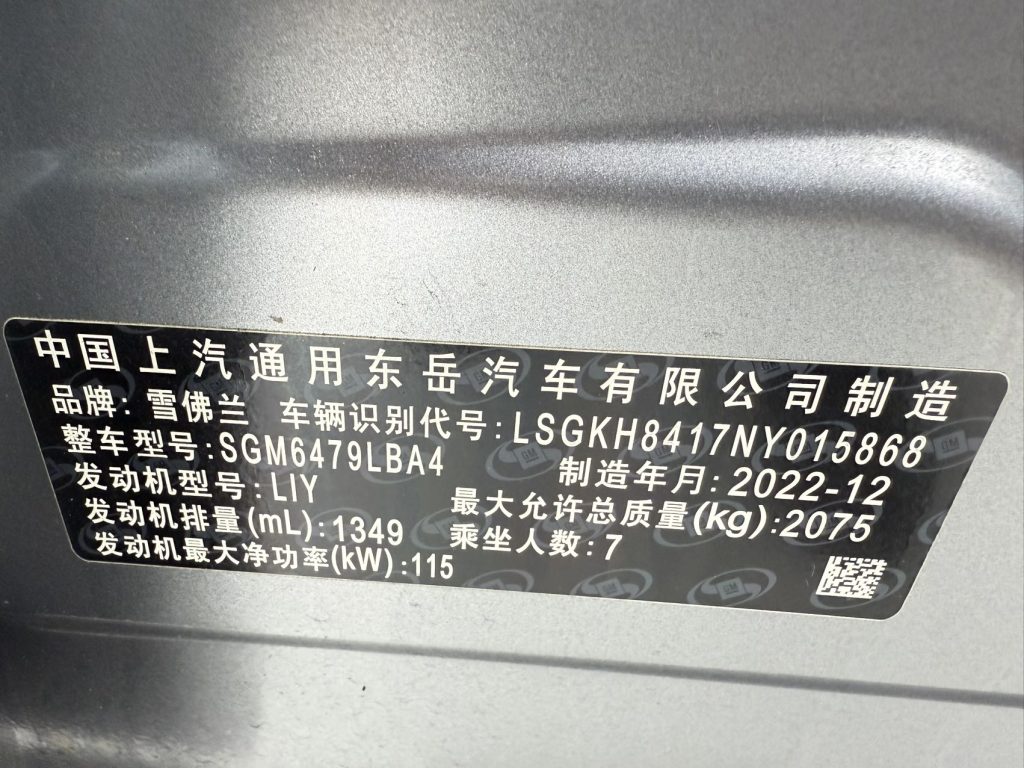 中国上汽通用东岳汽车有限公司制造
品牌: 雪佛兰 车辆识别代号: LSGKH8417NY015868
整车型号: SGM6479LBA4 制造年月: 2022-12
发动机型号: LIY 最大允许总质量(kg): 2075
发动机排量(mL): 1349 乘坐人数: 7
发动机最大净功率(kW): 115